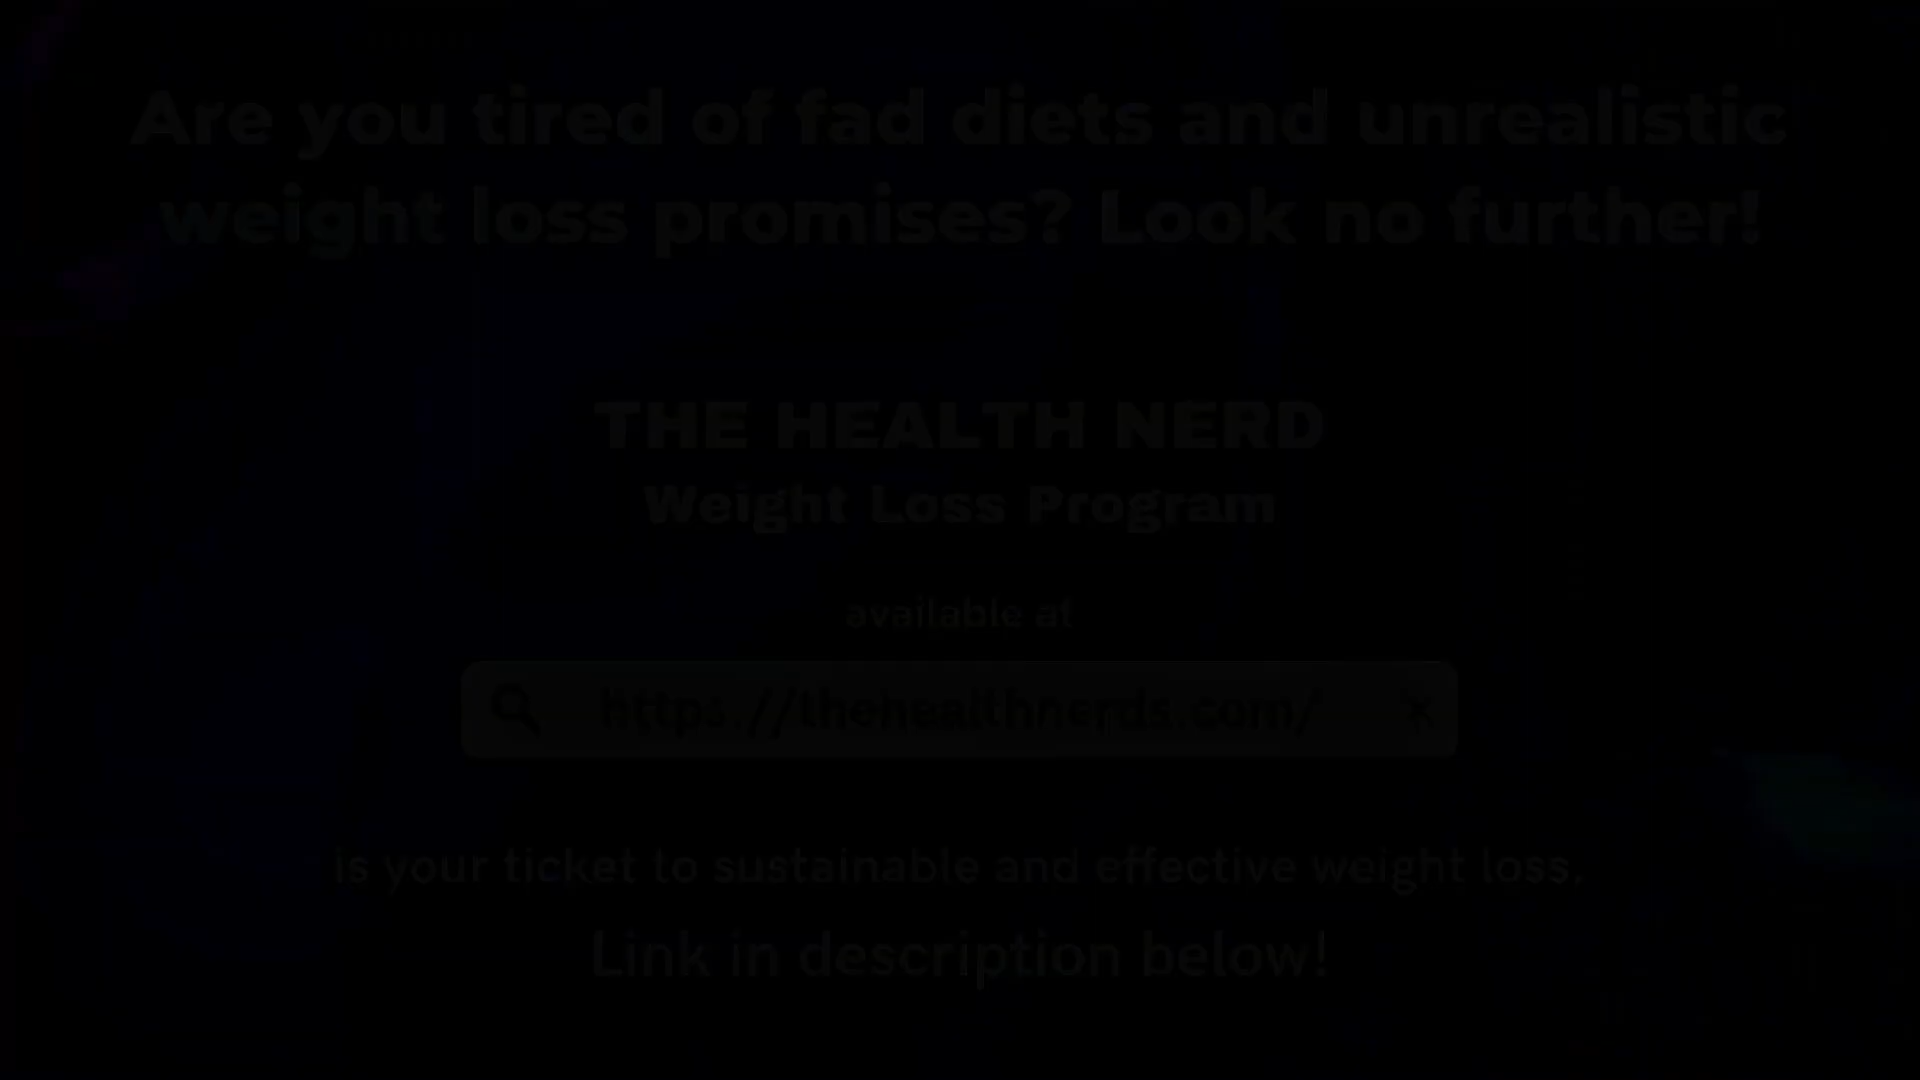 Are you tired of fad diets and unrealistic
weight loss promises? Look no further!
THE HEALTH NERD
Weight Loss Program
available at
https://thehealthnerds.com/
is your ticket to sustainable and effective weight loss,
Link in description below!